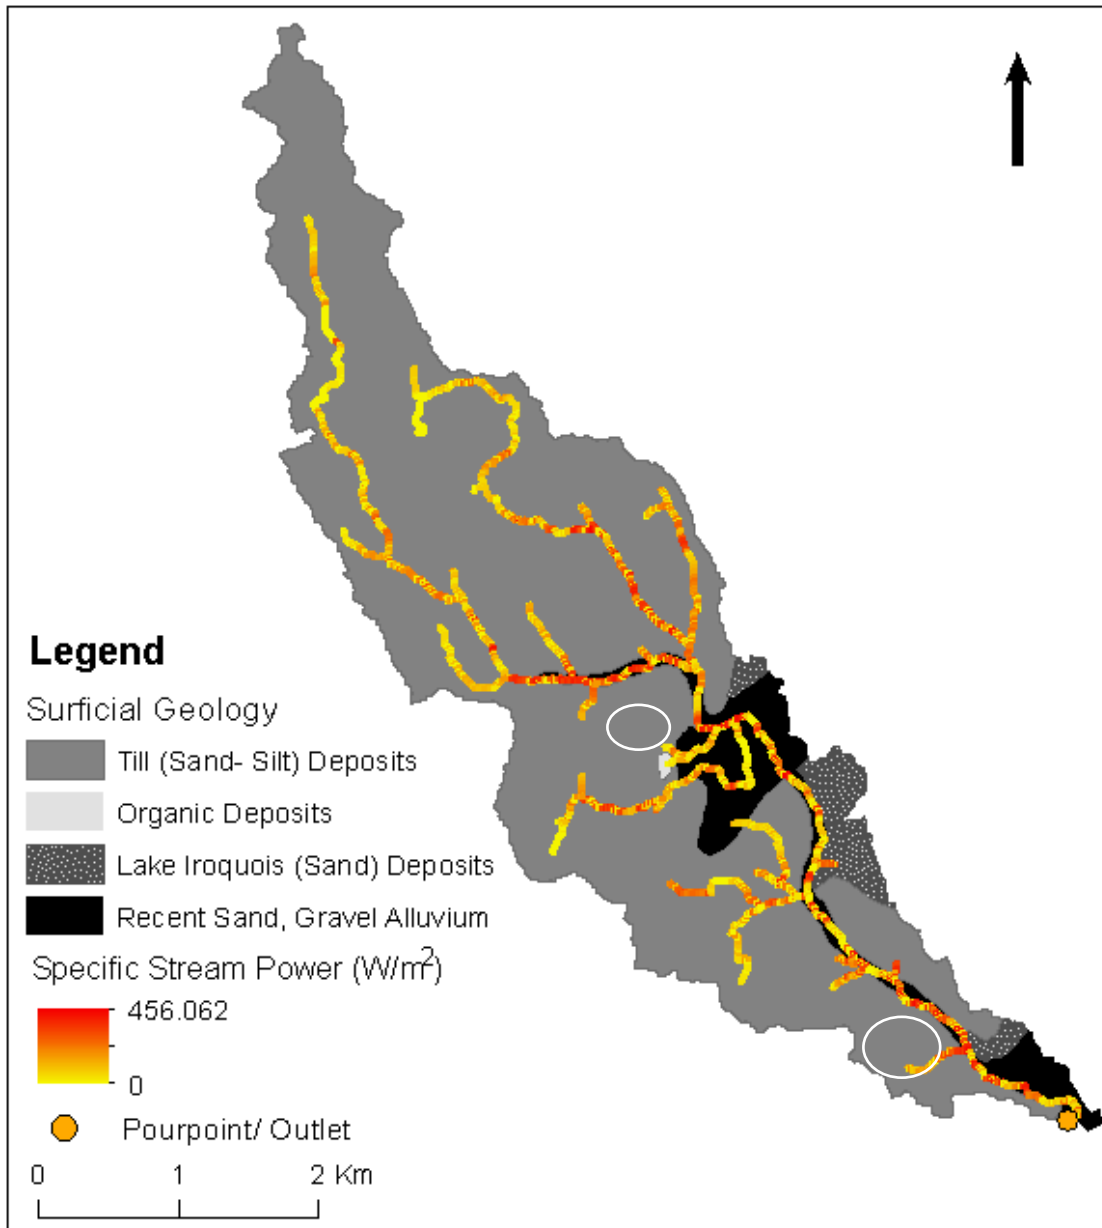 Legend
Surficial Geology
Till (Sand- Silt) Deposits
Organic Deposits
Lake Iroquois (Sand) Deposits
Recent Sand, Gravel Alluvium
Specific Stream Power (W/m²)
456.062
0
Pourpoint/ Outlet
0 1 2 Km